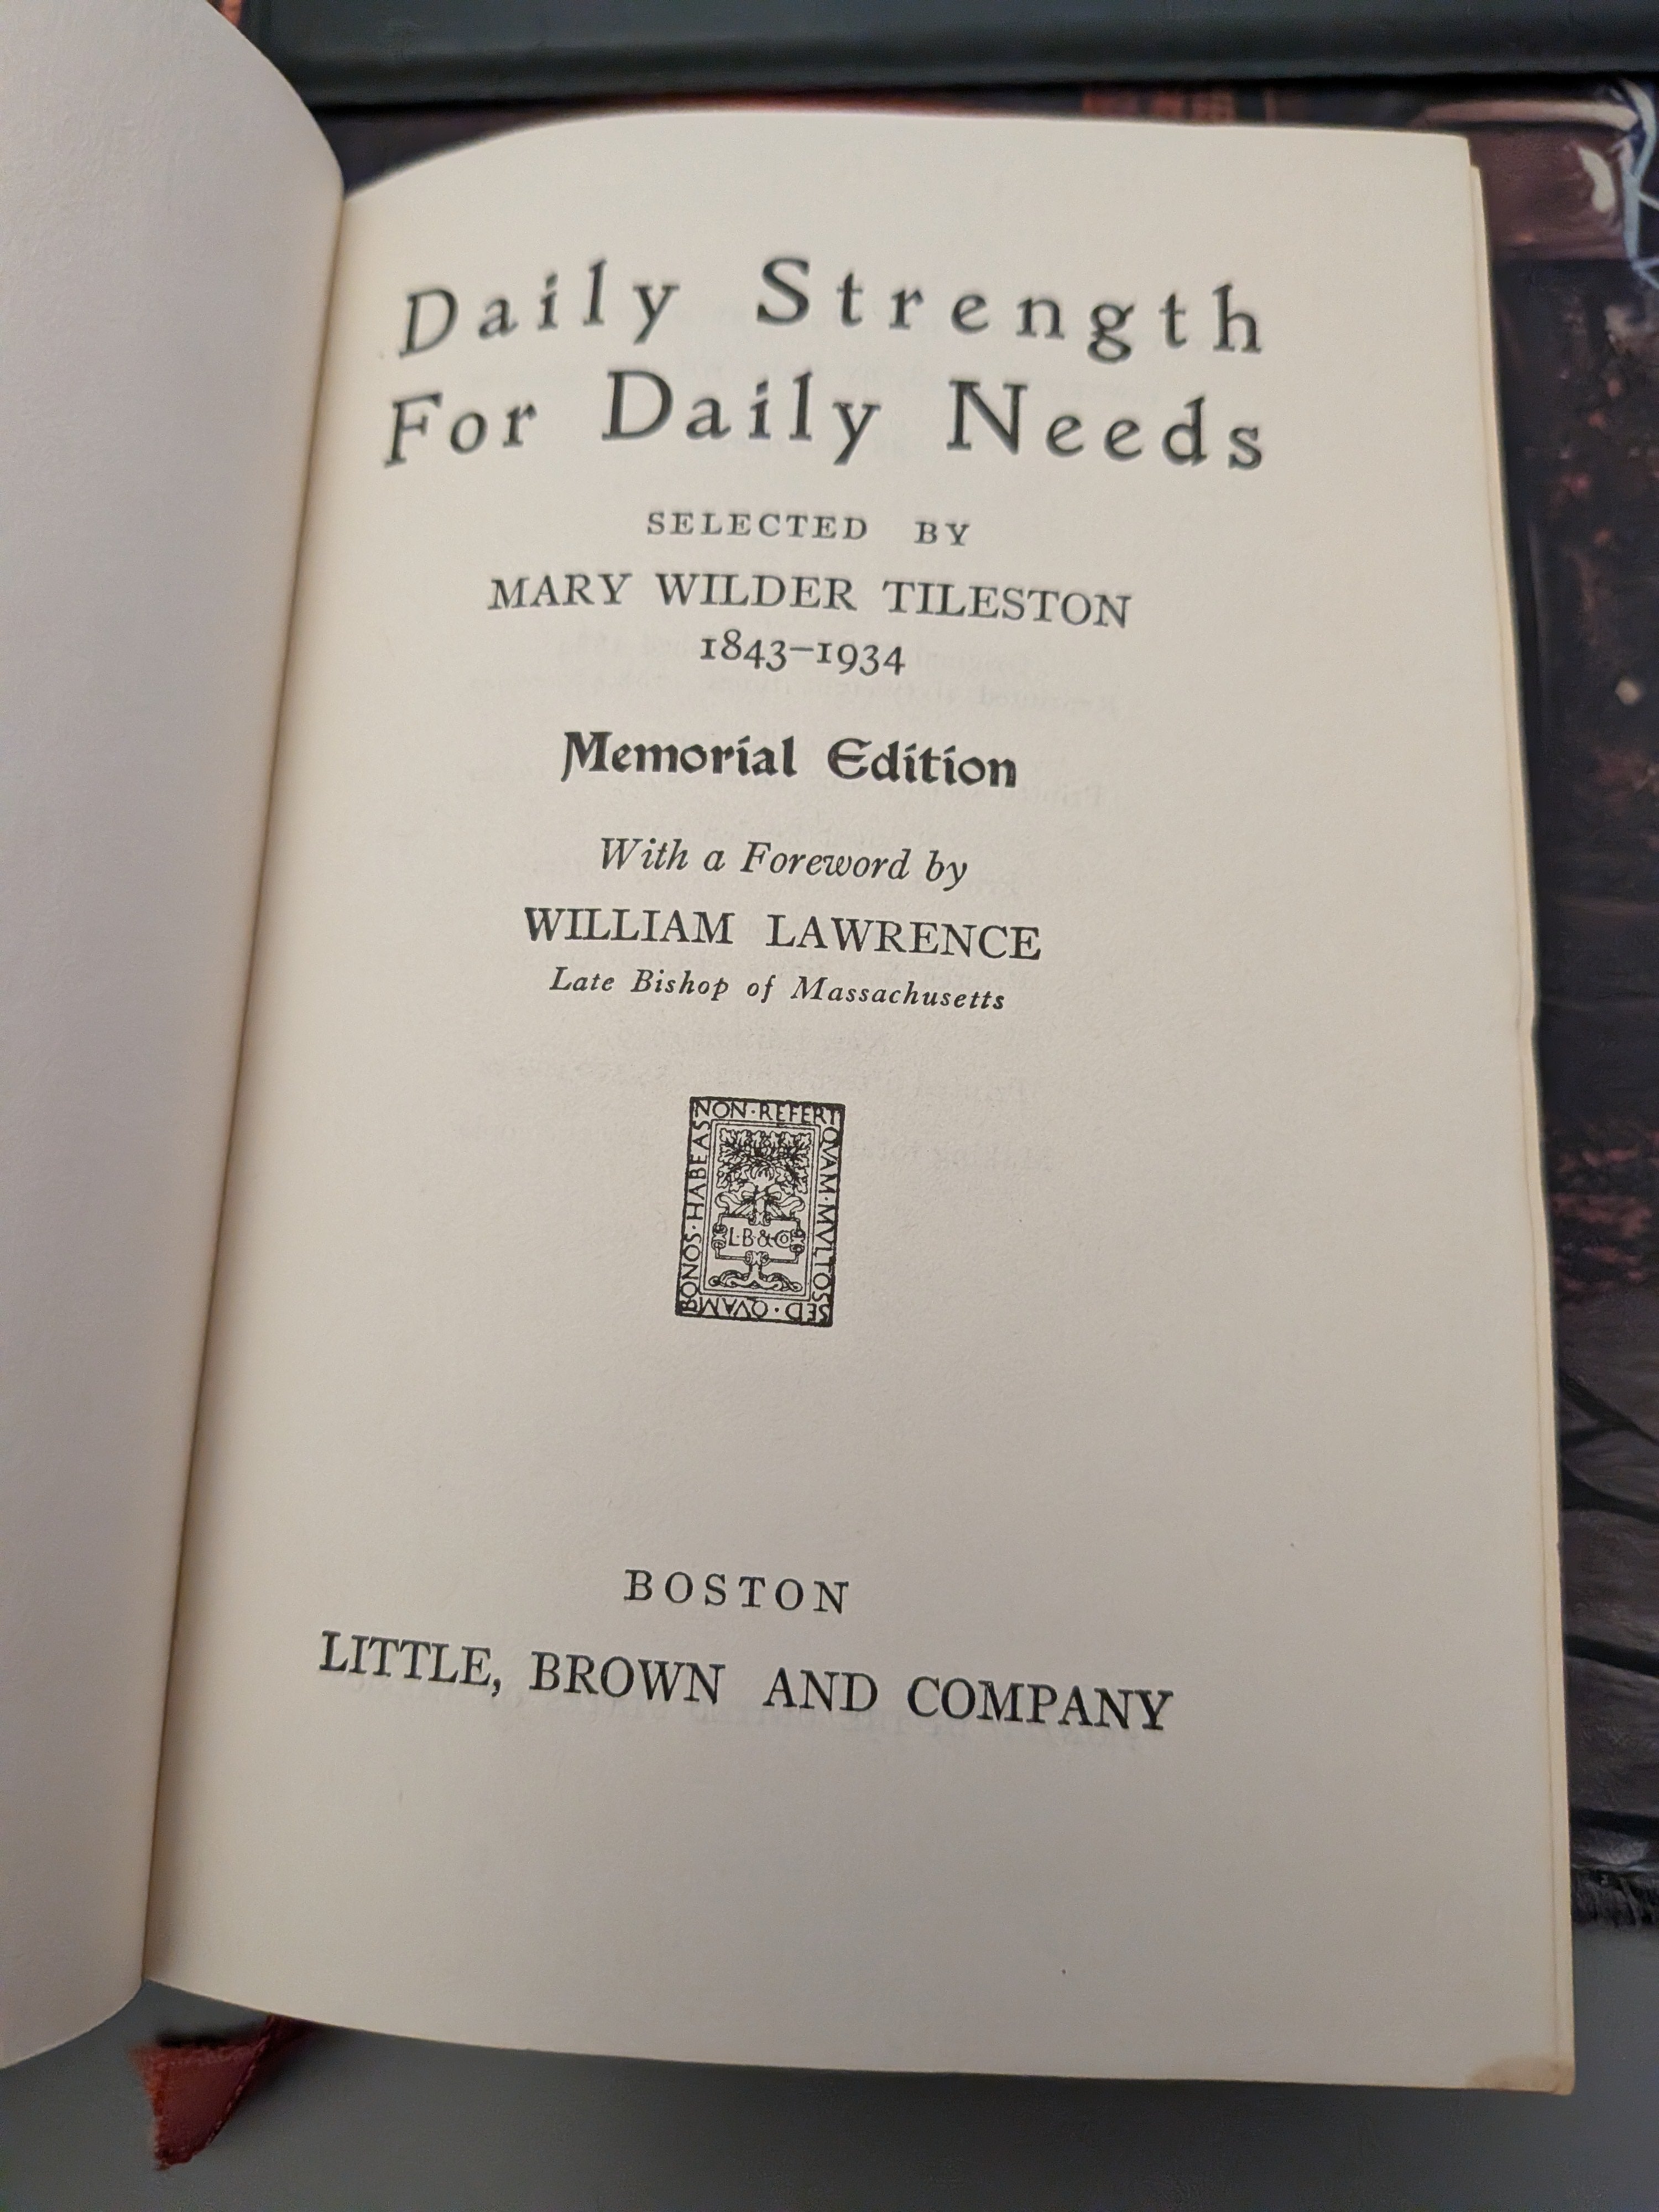 Daily Strength
For Daily Needs
SELECTED BY
MARY WILDER TILESTON
1843–1934
Memorial Edition
With a Foreword by
WILLIAM LAWRENCE
Late Bishop of Massachusetts
NON·REFERT
QVAM·MVLTOS
SED·QVAM
BONOS·HABEAS
L·B·&·Co
BOSTON
LITTLE, BROWN AND COMPANY